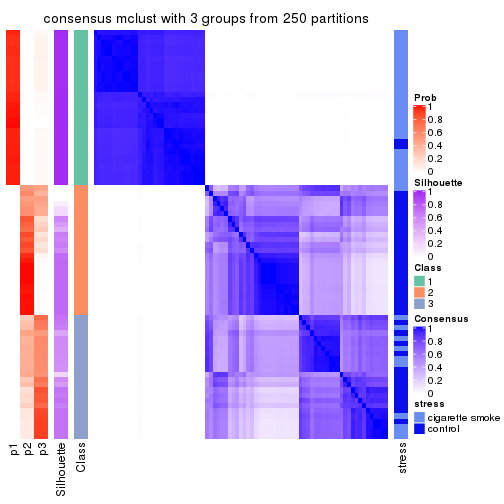 consensus mclust with 3 groups from 250 partitions
Prob
1
0.8
0.6
0.4
0.2
0
Silhouette
1
0.8
0.6
0.4
0.2
0
Class
1
2
3
Consensus
1
0.8
0.6
0.4
0.2
0
stress
cigarette smoke
control
p1
p2
p3
Silhouette
Class
stress